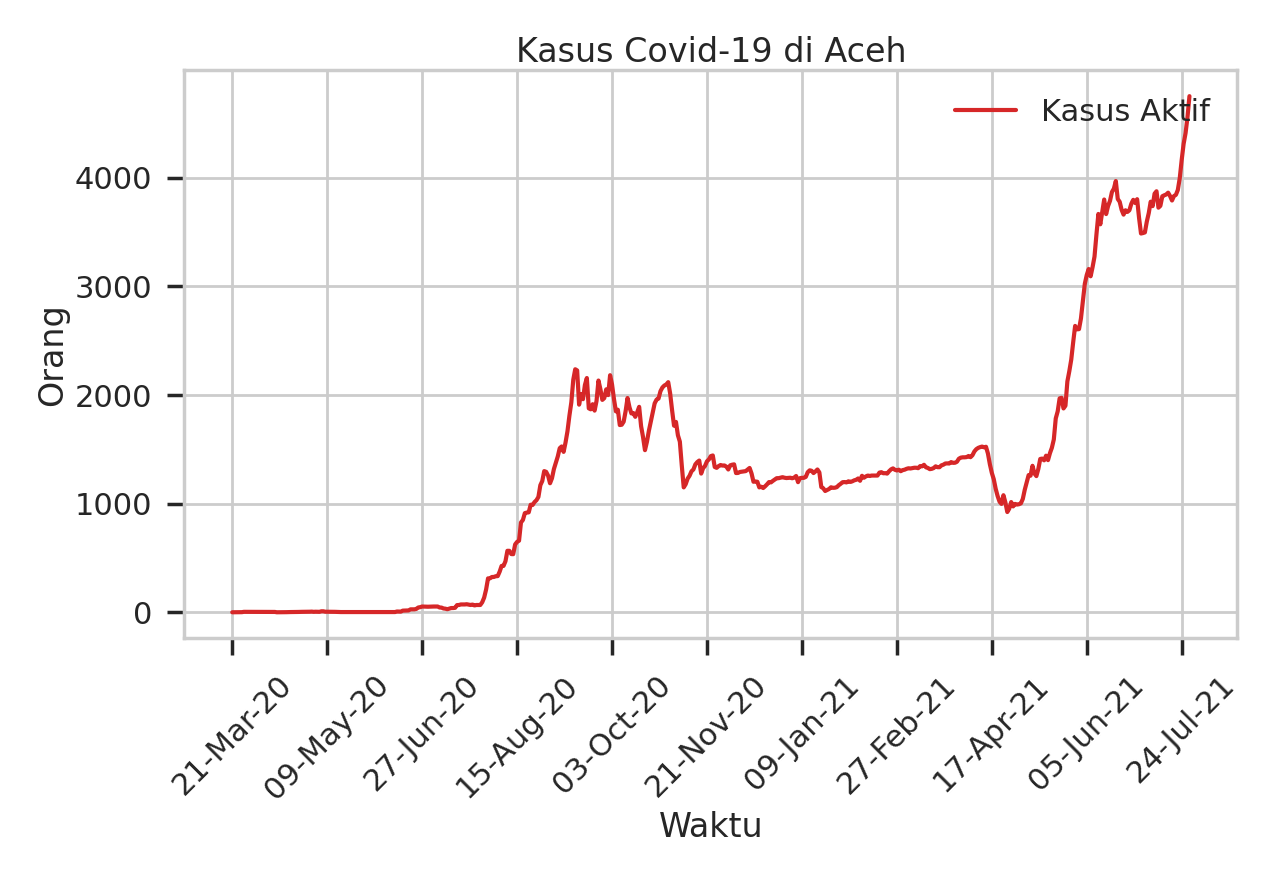 Kasus Covid-19 di Aceh
Kasus Aktif
Orang
4000
3000
2000
1000
0
21-Mar-20
09-May-20
27-Jun-20
15-Aug-20
03-Oct-20
21-Nov-20
09-Jan-21
27-Feb-21
17-Apr-21
05-Jun-21
24-Jul-21
Waktu